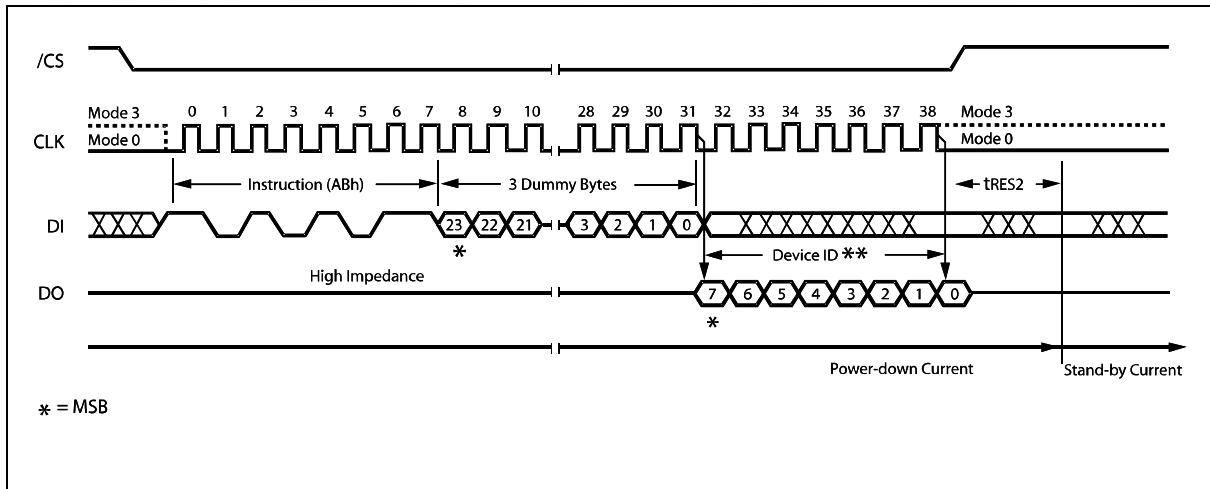 /CS
Mode 3 0 1 2 3 4 5 6 7 8 9 10 28 29 30 31 32 33 34 35 36 37 38 Mode 3
CLK Mode 0 Mode 0
Instruction (ABh) 3 Dummy Bytes tRES2
DI 23 22 21 3 2 1 0
* Device ID **
High Impedance
DO 7 6 5 4 3 2 1 0
*
Power-down Current Stand-by Current
* = MSB